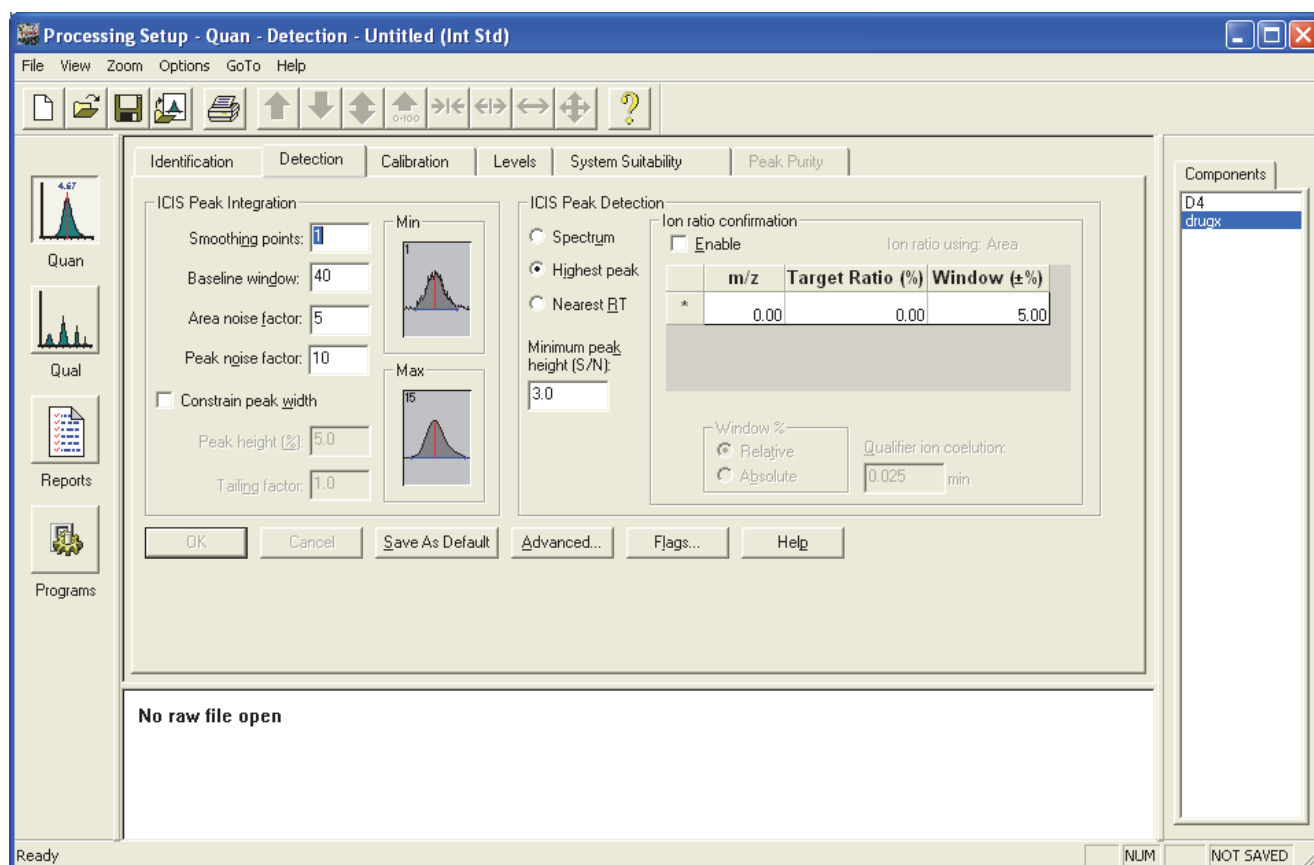 Processing Setup - Quan - Detection - Untitled (Int Std)
File View Zoom Options GoTo Help
0-100
4.67
Quan
Qual
Reports
Programs
Identification Detection Calibration Levels System Suitability Peak Purity
ICIS Peak Integration
Smoothing points: 1
Baseline window: 40
Area noise factor: 5
Peak noise factor: 10
Constrain peak width
Peak height (%): 5.0
Tailing factor: 1.0
Min
1
Max
15
ICIS Peak Detection
Spectrum
Highest peak
Nearest RT
Minimum peak
height (S/N):
3.0
Ion ratio confirmation
Enable Ion ratio using: Area
m/z Target Ratio (%) Window (±%)
* 0.00 0.00 5.00
Window %
Relative
Absolute
Qualifier ion coelution:
0.025 min
OK Cancel Save As Default Advanced... Flags... Help
No raw file open
Components
D4
drugx
Ready NUM NOT SAVED